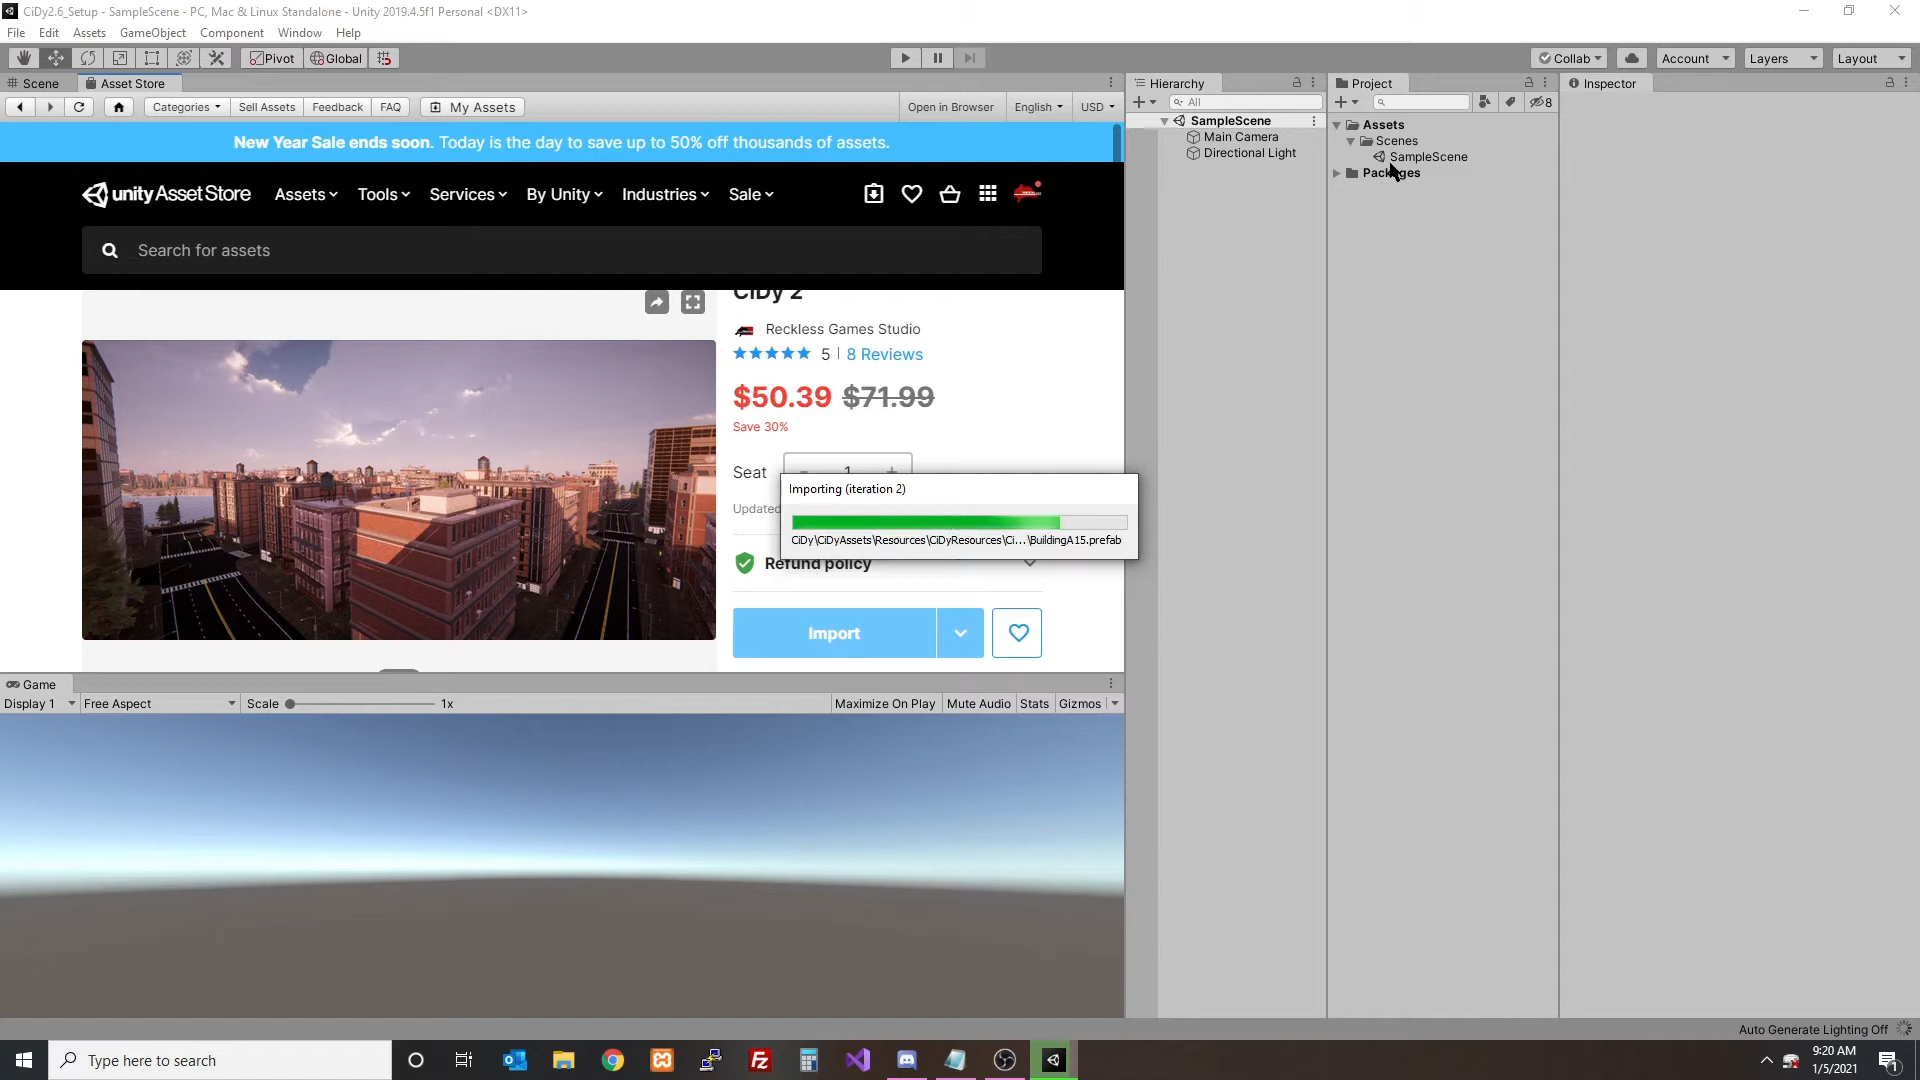 CiDy2.6_Setup - SampleScene - PC, Mac & Linux Standalone - Unity 2019.4.5f1 Personal <DX11>
File Edit Assets GameObject Component Window Help
Pivot Global Collab Account Layers Layout
Scene Asset Store
Categories Sell Assets Feedback FAQ My Assets Open in Browser English USD
New Year Sale ends soon. Today is the day to save up to 50% off thousands of assets.
unity Asset Store Assets Tools Services By Unity Industries Sale
Search for assets
CiDy 2
Reckless Games Studio
5 | 8 Reviews
$50.39 $71.99
Save 30%
Seat - 1 +
Updated
Importing (iteration 2)
CiDy\CiDyAssets\Resources\CiDyResources\Ci...\BuildingA15.prefab
Refund policy
Import
Game
Display 1 Free Aspect Scale 1x Maximize On Play Mute Audio Stats Gizmos
Hierarchy
All
SampleScene
Main Camera
Directional Light
Project
8
Assets
Scenes
SampleScene
Packages
Inspector
Auto Generate Lighting Off
Type here to search
9:20 AM
1/5/2021
1